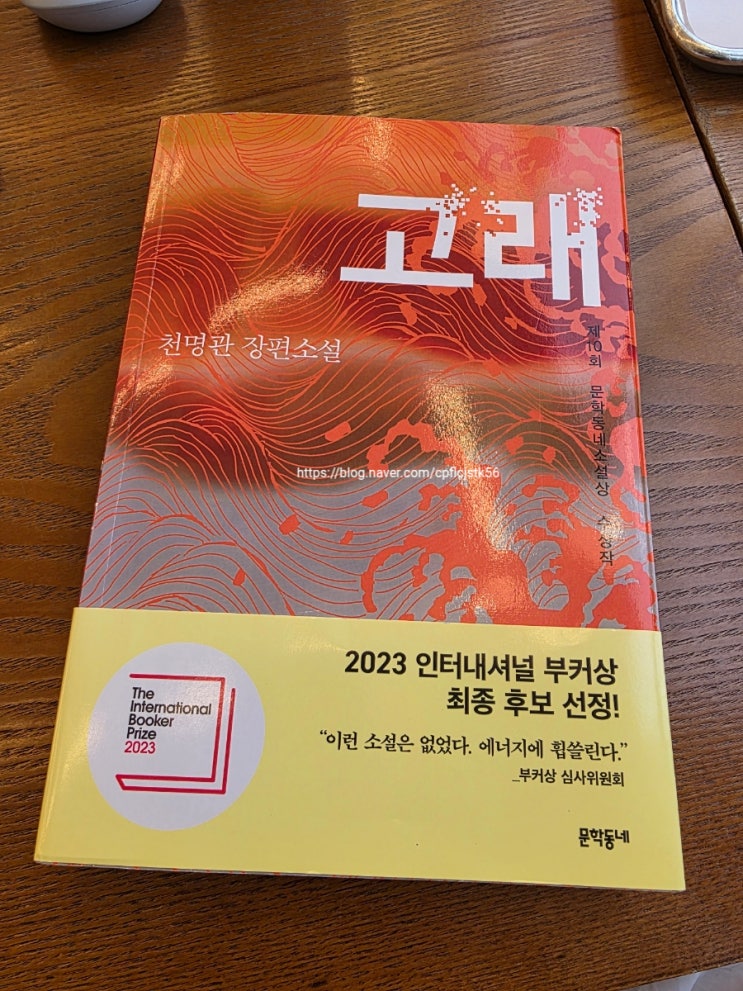 고래
천명관 장편소설
제10회 문학동네소설상 수상작
https://blog.naver.com/cpficjstk56
2023 인터내셔널 부커상
최종 후보 선정!
The
International
Booker
Prize
2023
“이런 소설은 없었다. 에너지에 휩쓸린다.”
_부커상 심사위원회
문학동네